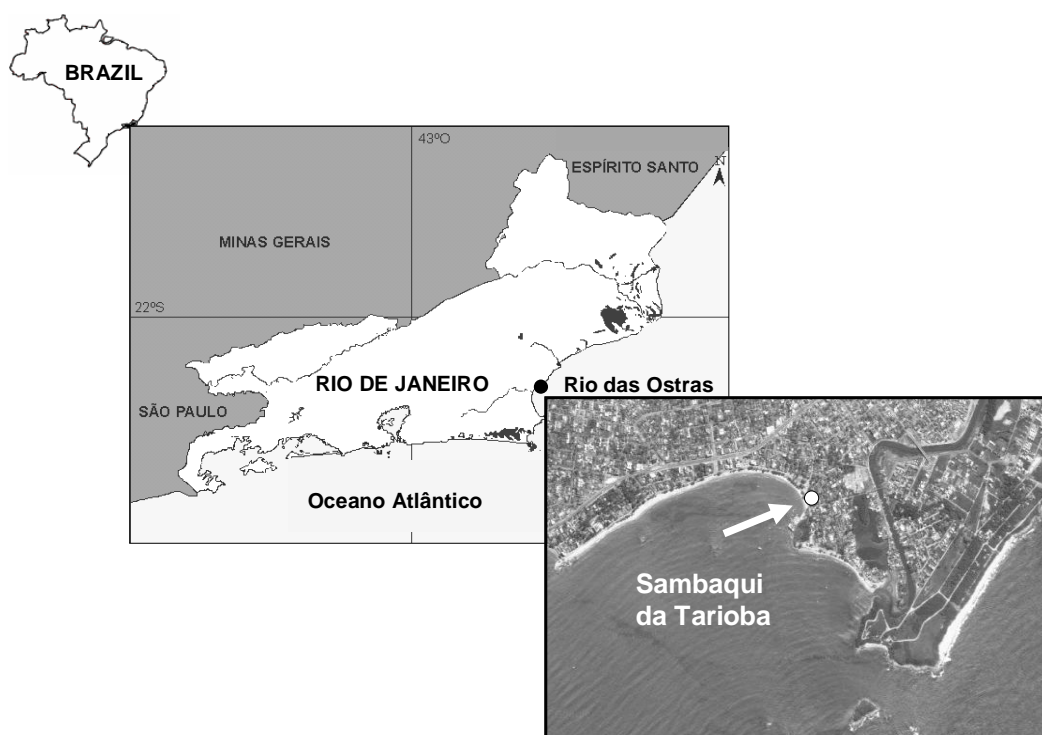 BRAZIL
43ºO
ESPÍRITO SANTO
N
MINAS GERAIS
22ºS
RIO DE JANEIRO
Rio das Ostras
SÃO PAULO
Oceano Atlântico
Sambaqui
da Tarioba